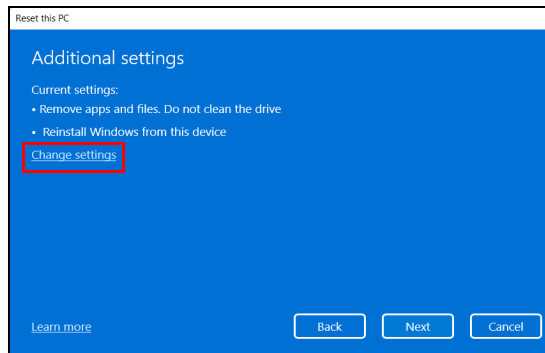 Reset this PC
Additional settings
Current settings:
• Remove apps and files. Do not clean the drive
• Reinstall Windows from this device
Change settings
Learn more
Back
Next
Cancel